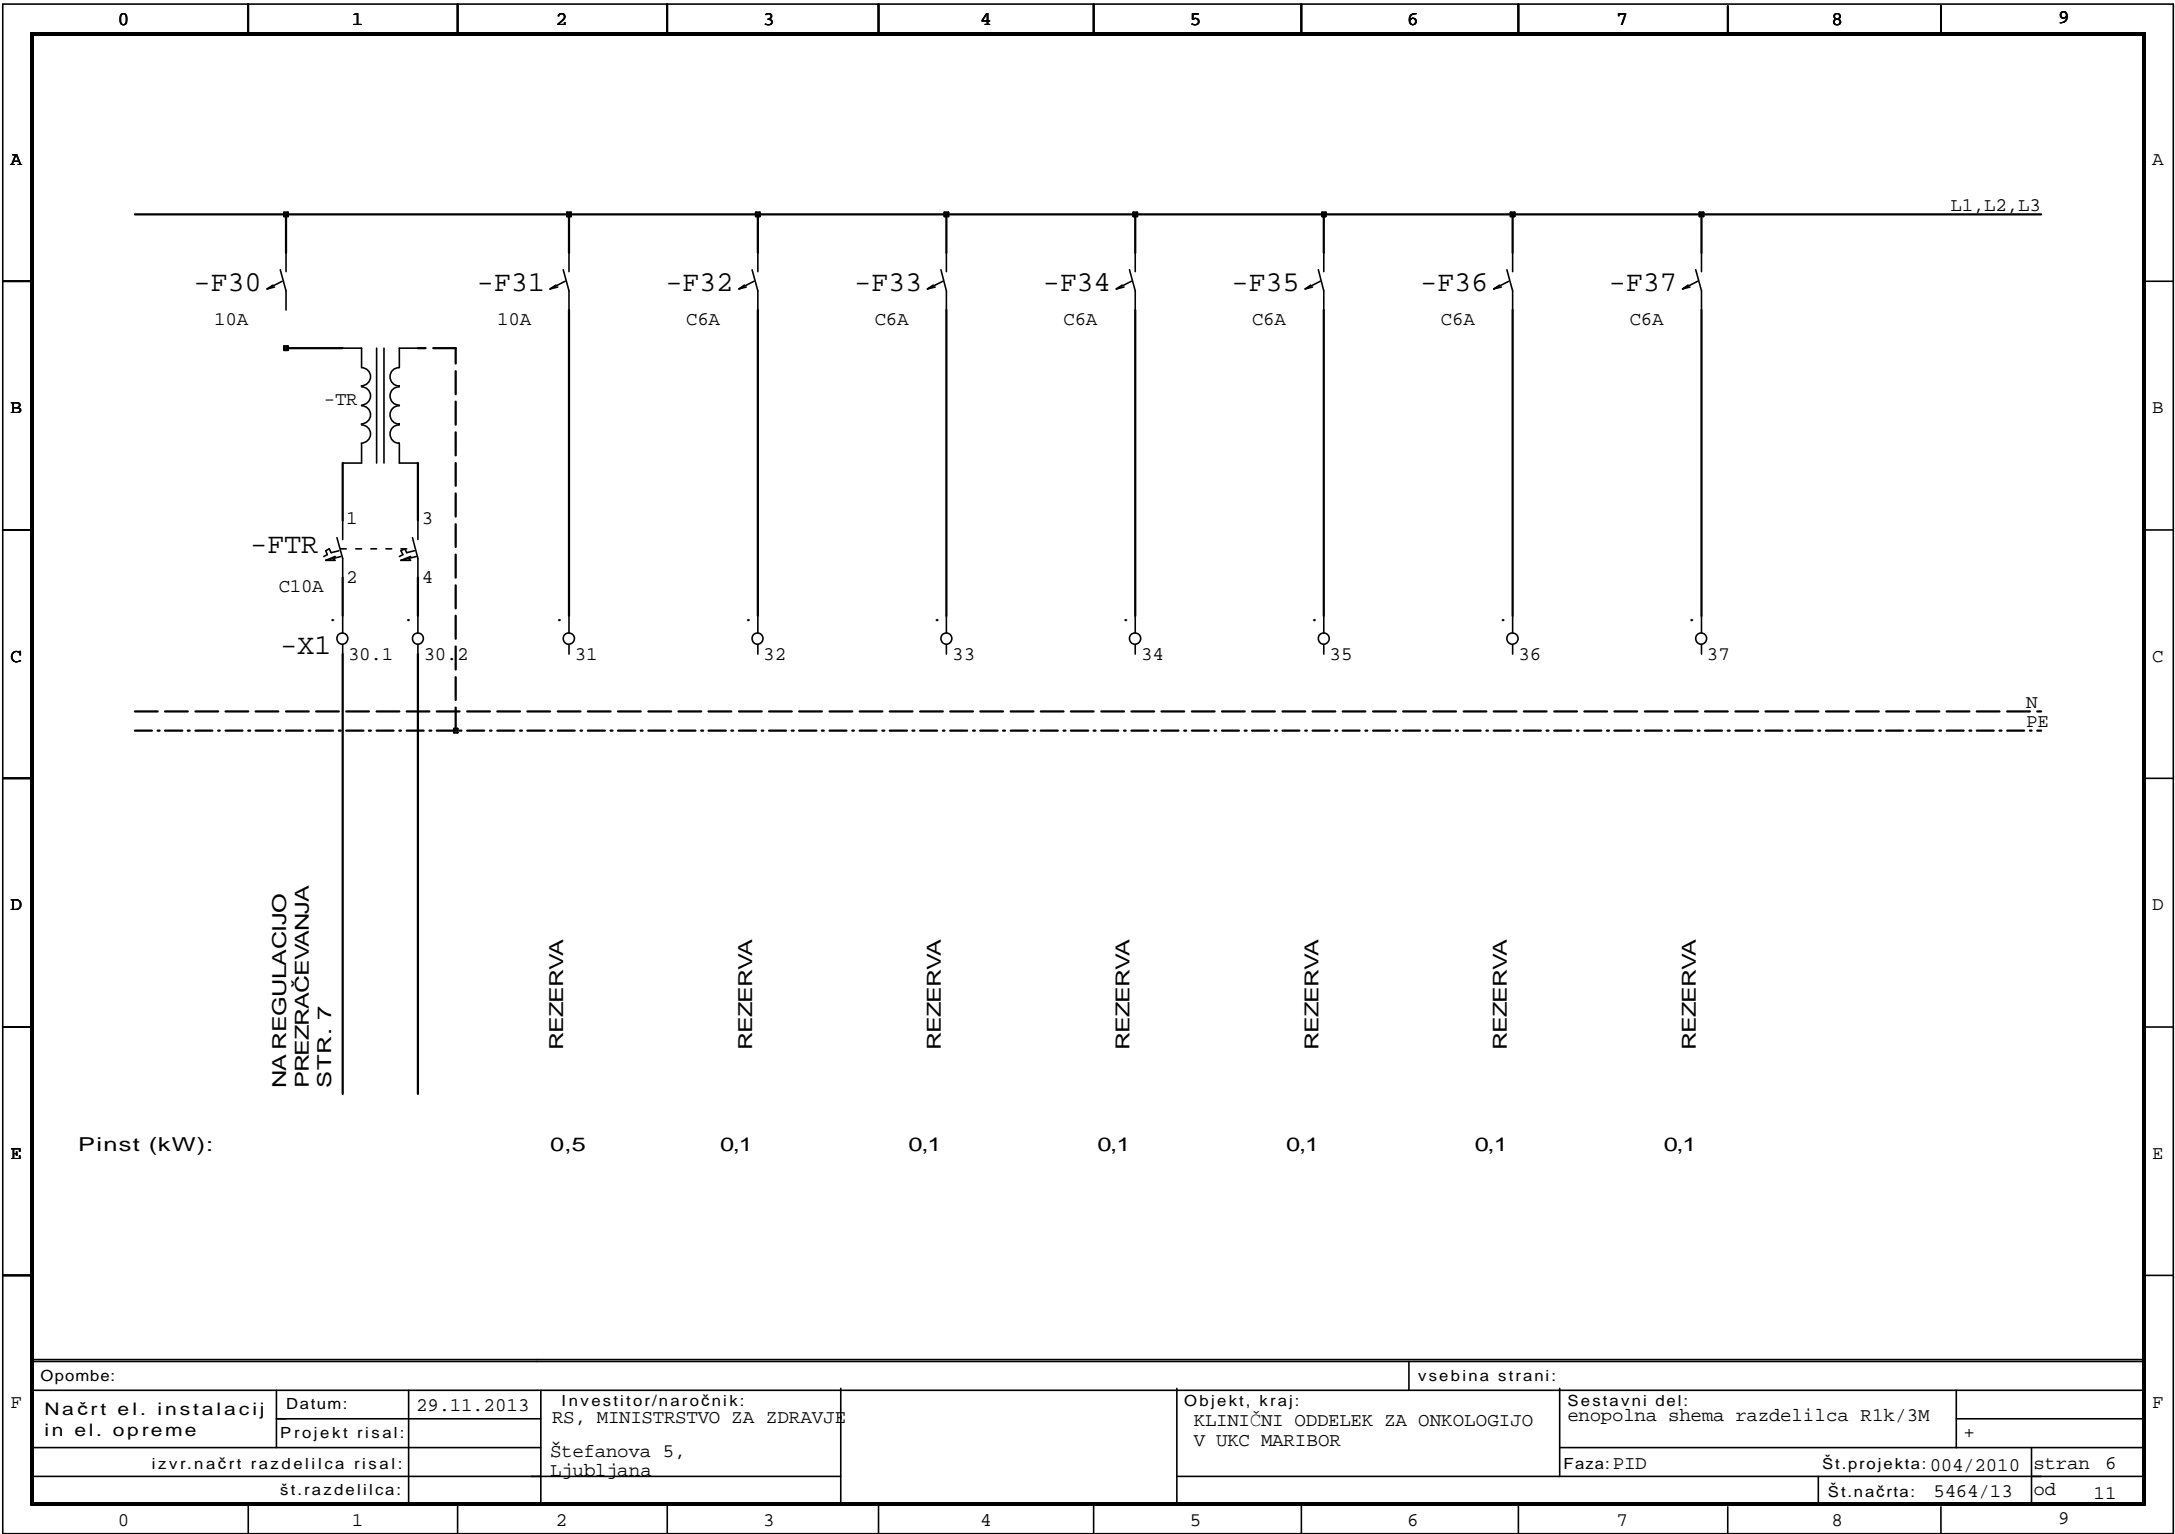 0 1 2 3 4 5 6 7 8 9
A A
L1,L2,L3
-F30 -F31 -F32 -F33 -F34 -F35 -F36 -F37
10A 10A C6A C6A C6A C6A C6A C6A
-TR
B B
1 3
-FTR
2 4
C10A
-X1 30.1 30.2 31 32 33 34 35 36 37
C C
N
PE
D D
NA REGULACIJO
PREZRAČEVANJA
STR. 7
REZERVA REZERVA REZERVA REZERVA REZERVA REZERVA REZERVA
Pinst (kW): 0,5 0,1 0,1 0,1 0,1 0,1 0,1
E E
Opombe: vsebina strani:
F F
Načrt el. instalacij
in el. opreme
Datum: 29.11.2013
Projekt risal:
izvr.načrt razdelilca risal:
št.razdelilca:
Investitor/naročnik:
RS, MINISTRSTVO ZA ZDRAVJE
Štefanova 5,
Ljubljana
Objekt, kraj:
KLINIČNI ODDELEK ZA ONKOLOGIJO
V UKC MARIBOR
Sestavni del:
enopolna shema razdelilca R1k/3M
+
Faza: PID
Št.projekta: 004/2010
stran 6
Št.načrta: 5464/13
od 11
0 1 2 3 4 5 6 7 8 9